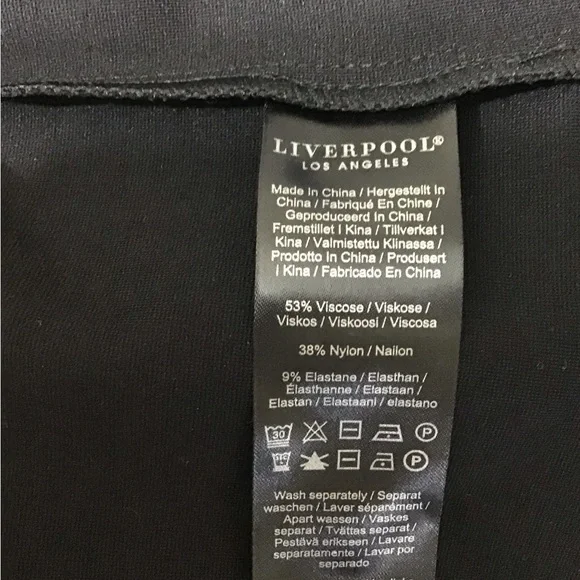 LIVERPOOL®
LOS ANGELES
Made In China / Hergestellt In
China / Fabriqué En Chine /
Geproduceerd In China /
Fremstillet I Kina / Tillverkat I
Kina / Valmistettu Kiinassa /
Prodotto In China / Produsert
I Kina / Fabricado En China
53% Viscose / Viskose /
Viskos / Viskoosi / Viscosa
38% Nylon / Nailon
9% Elastane / Elasthan /
Élasthanne / Elastaan /
Elastan / Elastaani / elastano
30 P
P
Wash separately / Separat
waschen / Laver séparément /
Apart wassen / Vaskes
separat / Tvättas separat /
Pestävä erikseen / Lavare
separatamente / Lavar por
separado